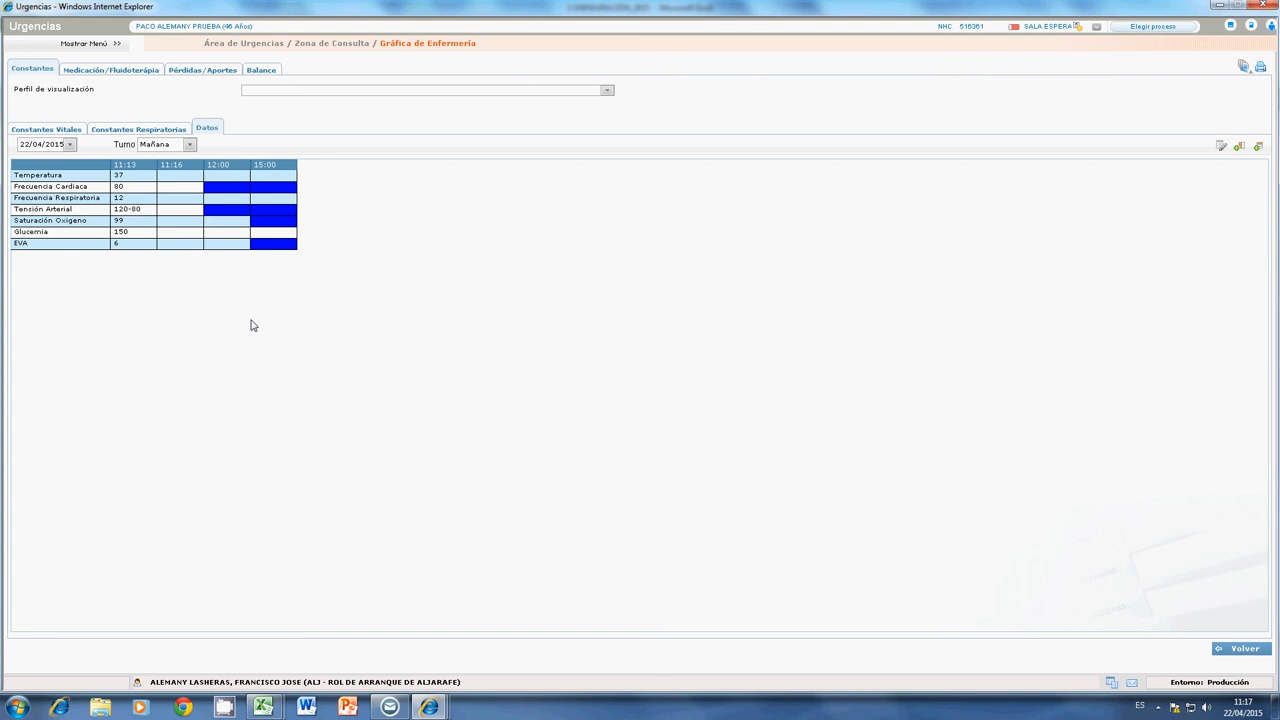 Urgencias - Windows Internet Explorer
Urgencias
PACO ALEMANY PRUEBA (46 Años)
NHC 516361
SALA ESPERA
Elegir proceso
Mostrar Menú >>
Área de Urgencias / Zona de Consulta / Gráfica de Enfermería
Constantes
Medicación/Fluidoterápia
Pérdidas/Aportes
Balance
Perfil de visualización
Constantes Vitales
Constantes Respiratorias
Datos
22/04/2015
Turno Mañana
11:13 11:16 12:00 15:00
Temperatura 37
Frecuencia Cardiaca 80
Frecuencia Respiratoria 12
Tensión Arterial 120-80
Saturación Oxigeno 99
Glucemia 150
EVA 6
Volver
ALEMANY LASHERAS, FRANCISCO JOSE (ALJ - ROL DE ARRANQUE DE ALJARAFE)
Entorno: Producción
ES
11:17
22/04/2015